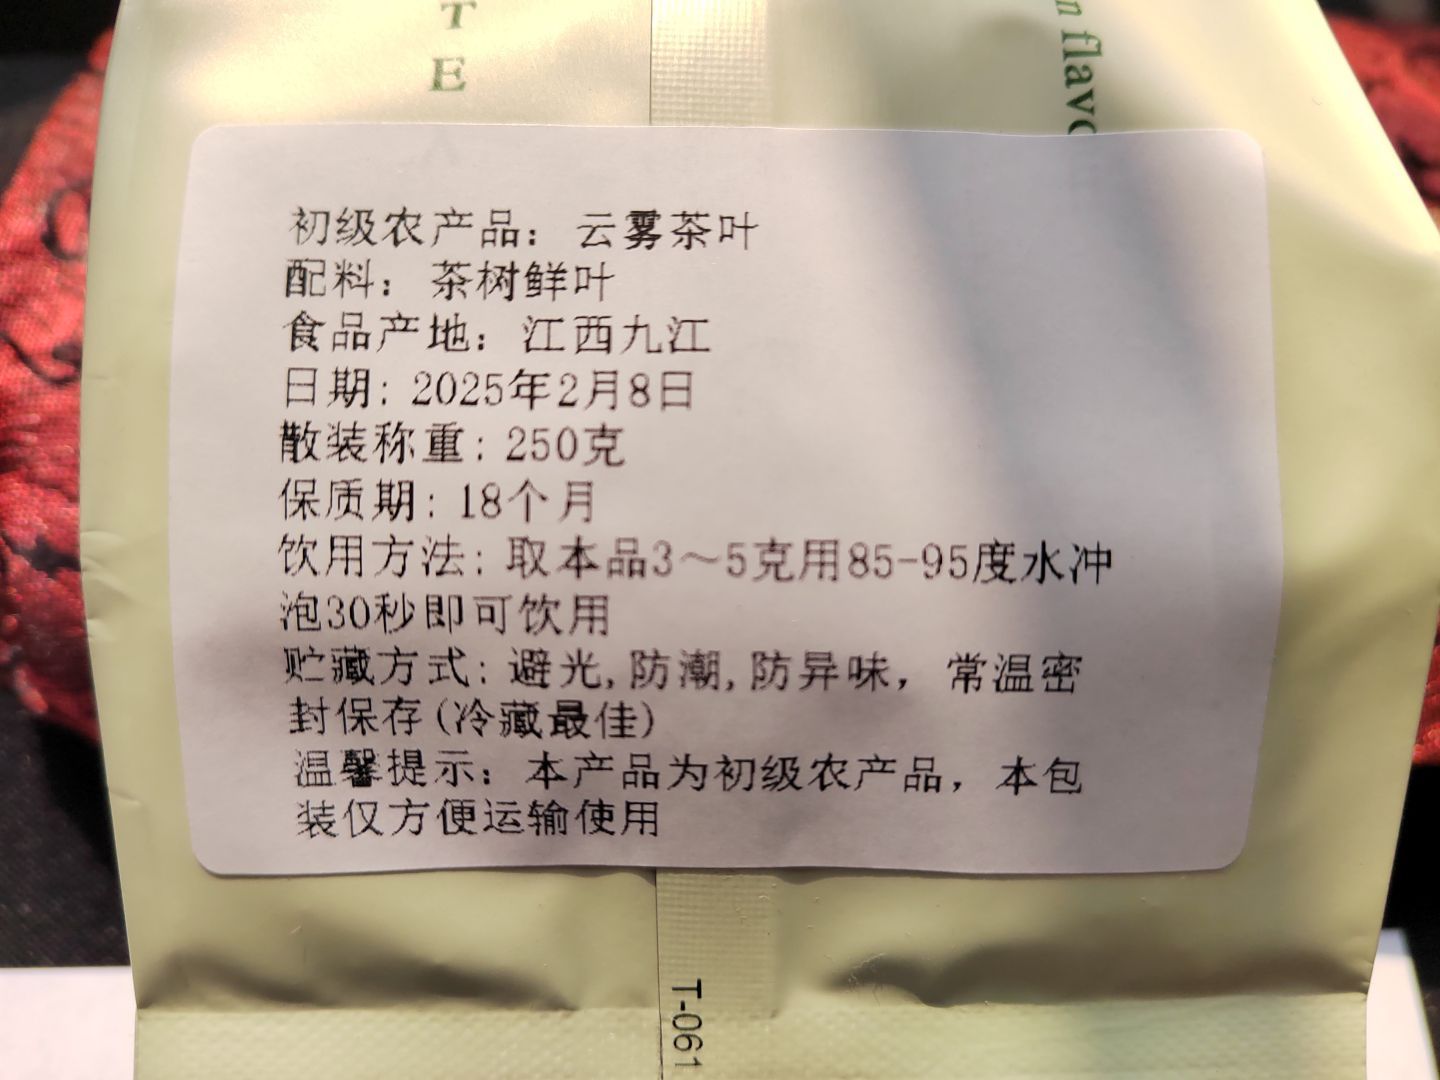 T
E
n flavo
初级农产品：云雾茶叶
配料：茶树鲜叶
食品产地：江西九江
日期：2025年2月8日
散装称重：250克
保质期：18个月
饮用方法：取本品3～5克用85-95度水冲
泡30秒即可饮用
贮藏方式：避光,防潮,防异味，常温密
封保存(冷藏最佳)
温馨提示：本产品为初级农产品，本包
装仅方便运输使用
T-061